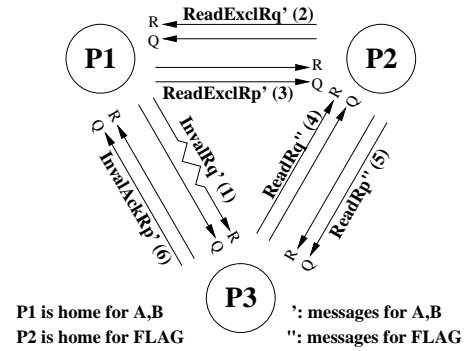 ReadExclRq' (2)
R
Q
P1
P2
R
Q
ReadExclRp' (3)
R
Q
R
Q
InvalRq' (1)
InvalAckRp' (6)
ReadRq" (4)
ReadRp" (5)
Q
R
R
Q
P3
P1 is home for A,B
': messages for A,B
P2 is home for FLAG
": messages for FLAG